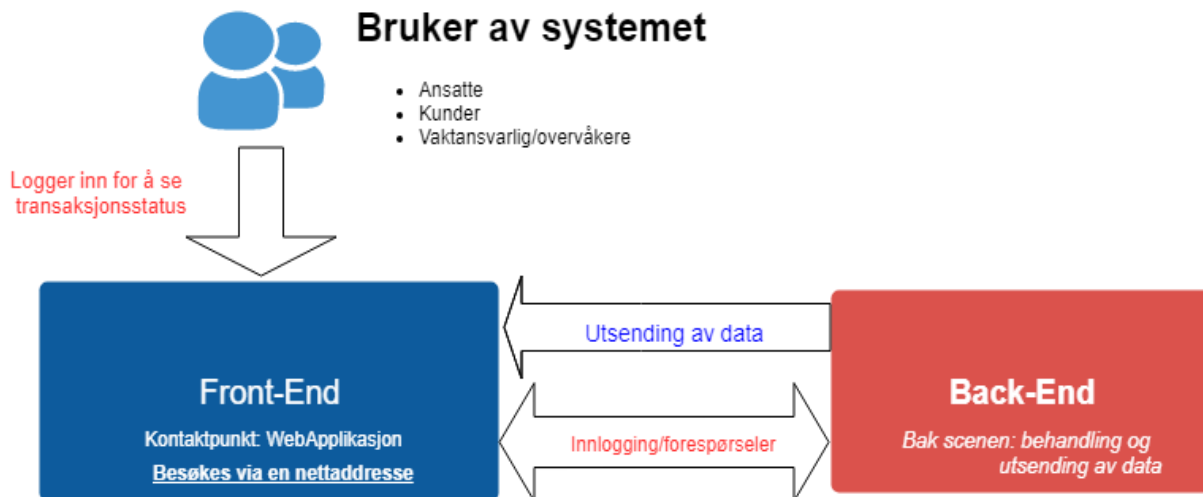 Bruker av systemet
Ansatte
Kunder
Vaktansvarlig/overvåkere
Logger inn for å se
transaksjonsstatus
Utsending av data
Front-End
Kontaktpunkt: WebApplikasjon
Besøkes via en nettaddresse
Innlogging/forespørseler
Back-End
Bak scenen: behandling og
utsending av data